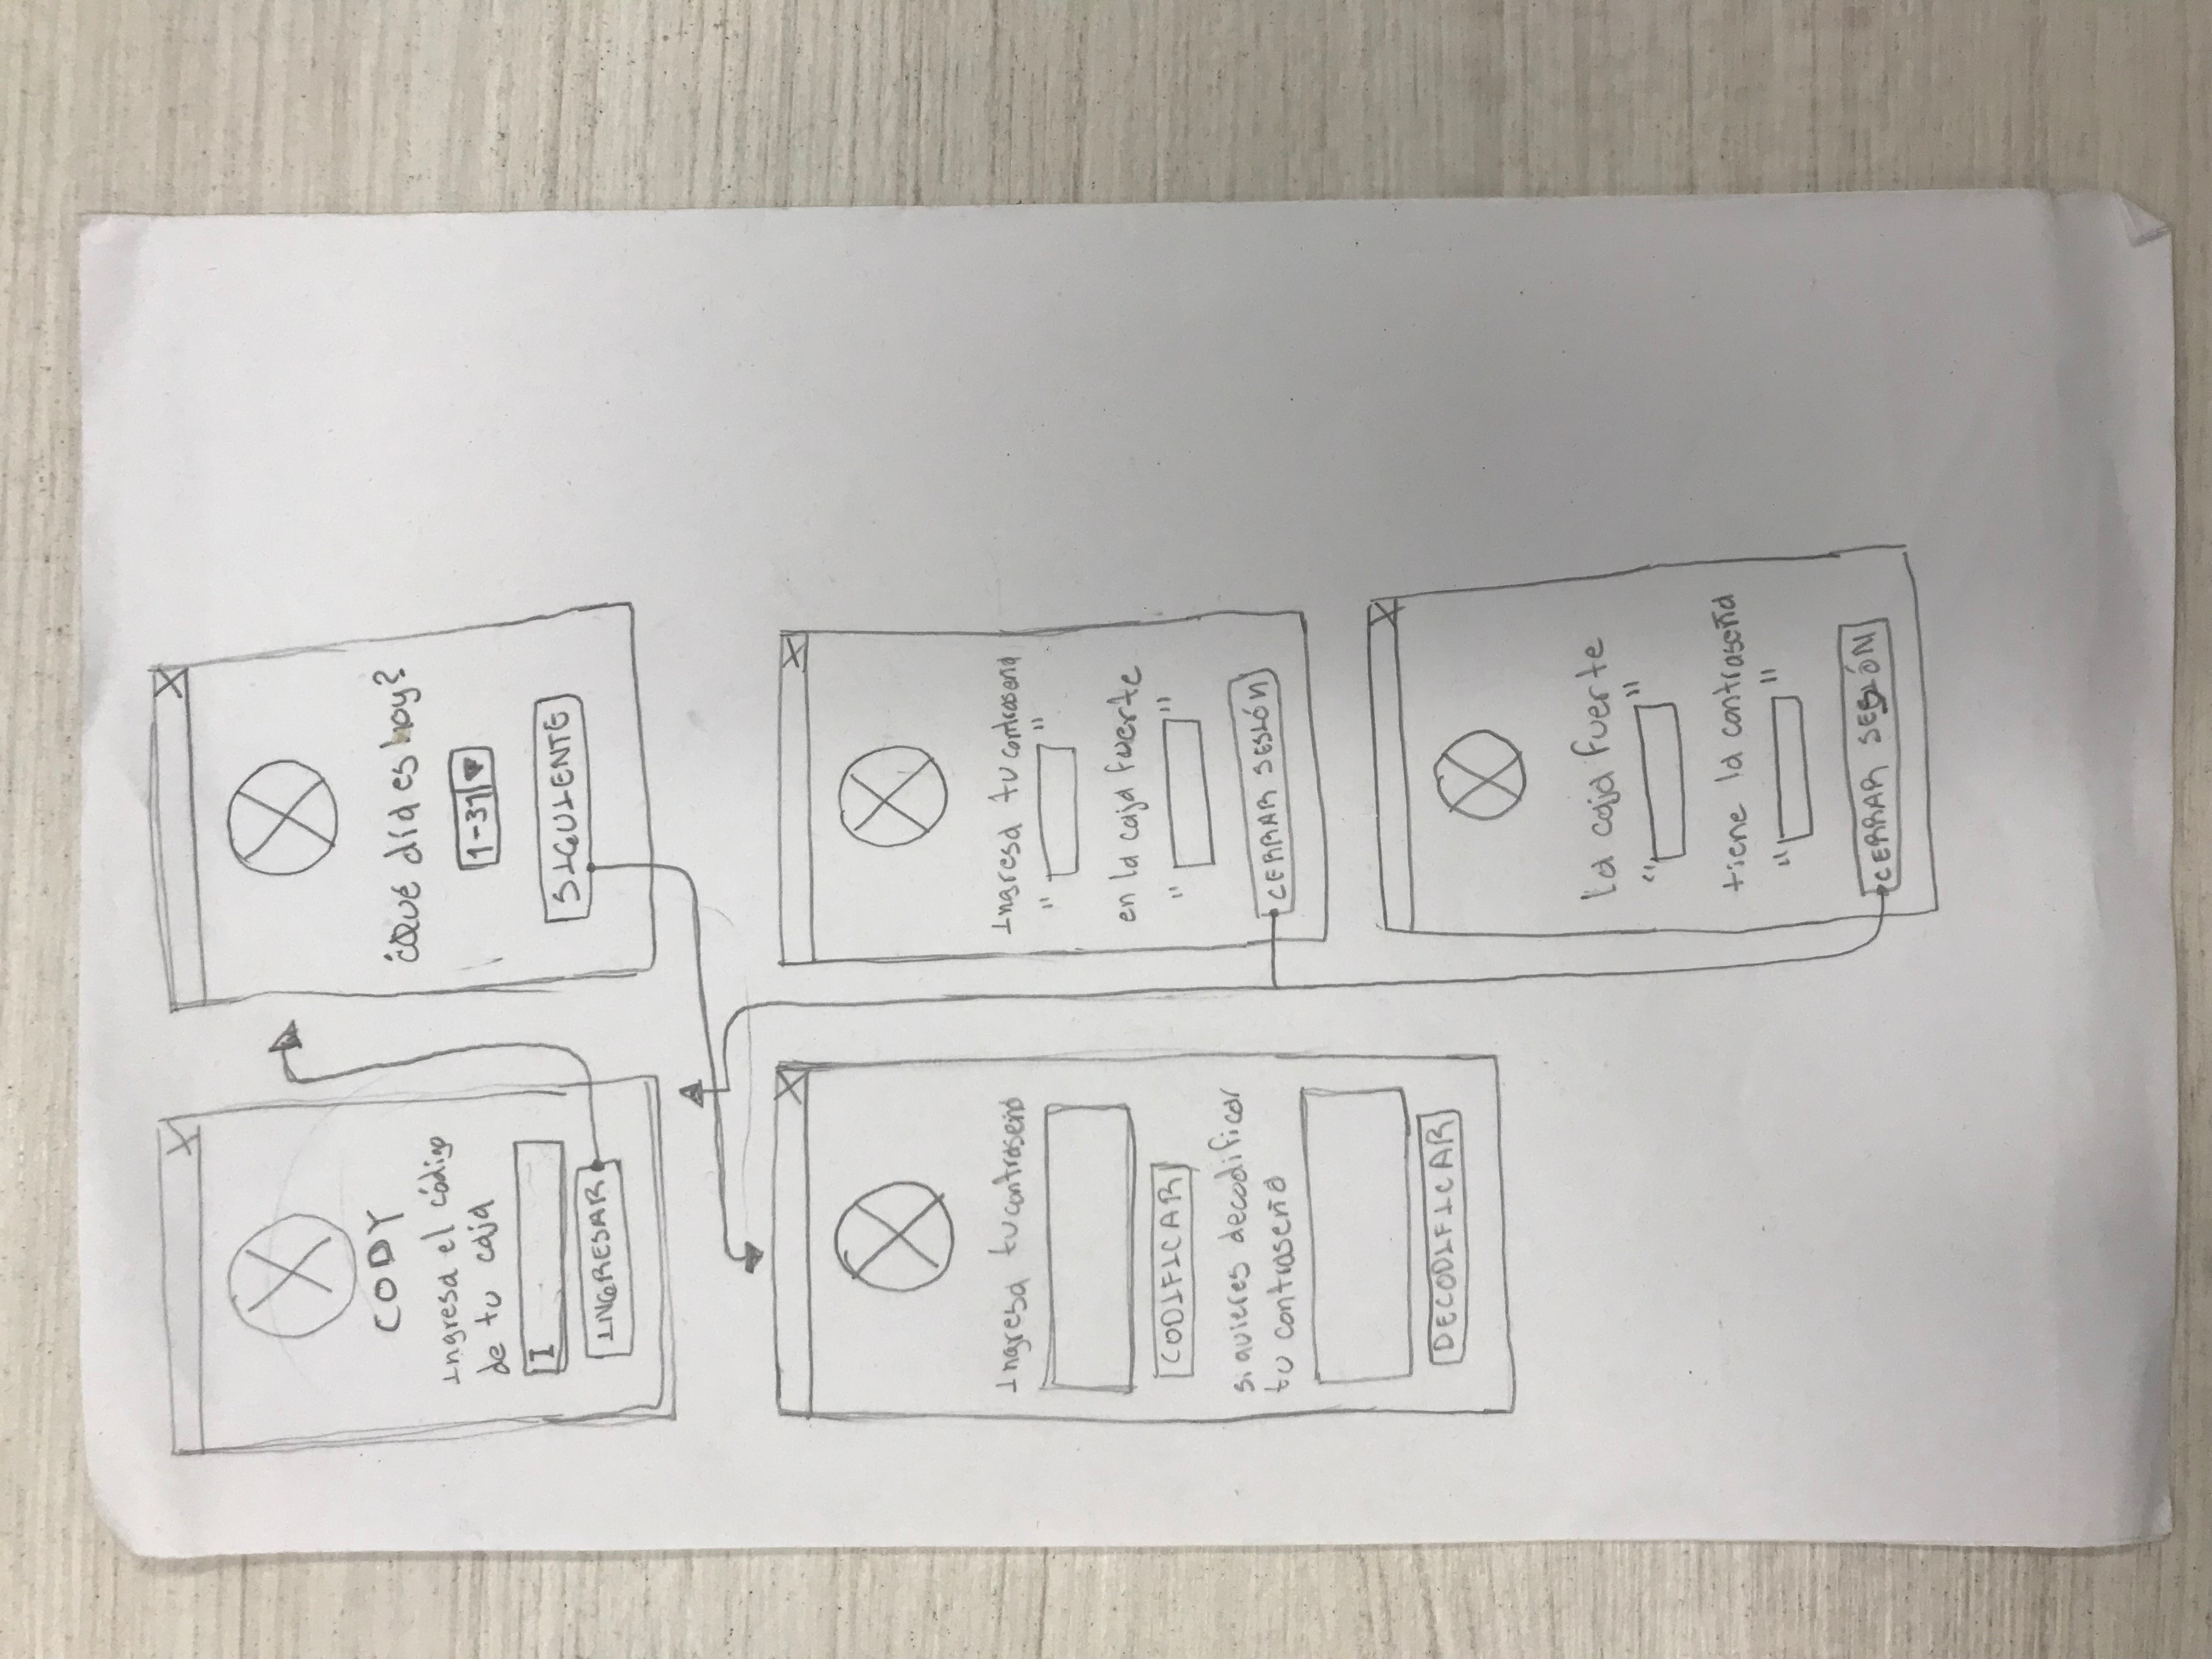 CODY
Ingresa el código
de tu caja
I
INGRESAR
¿Qué día es hoy?
1-31
SIGUIENTE
Ingresa tu contraseña
CODIFICAR
si quieres decodificar
tu contraseña
DECODIFICAR
Ingresa tu contraseña
" "
en la caja fuerte
" "
CERRAR SESIÓN
la caja fuerte
" "
tiene la contraseña
" "
CERRAR SESIÓN